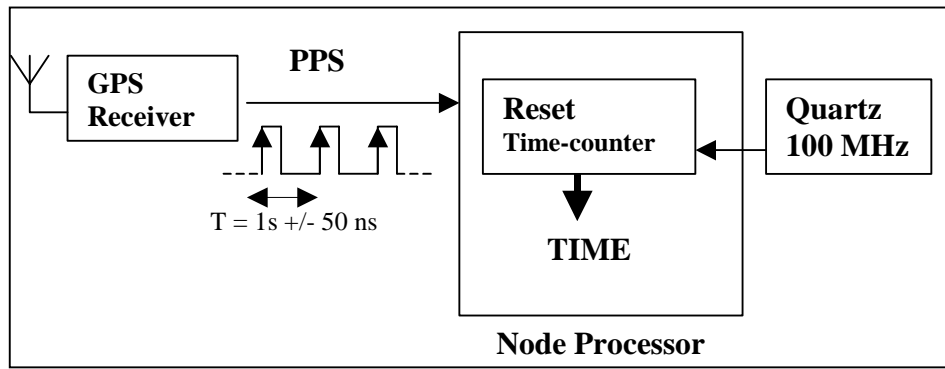 GPS
Receiver
PPS
T = 1s +/- 50 ns
Reset
Time-counter
TIME
Quartz
100 MHz
Node Processor